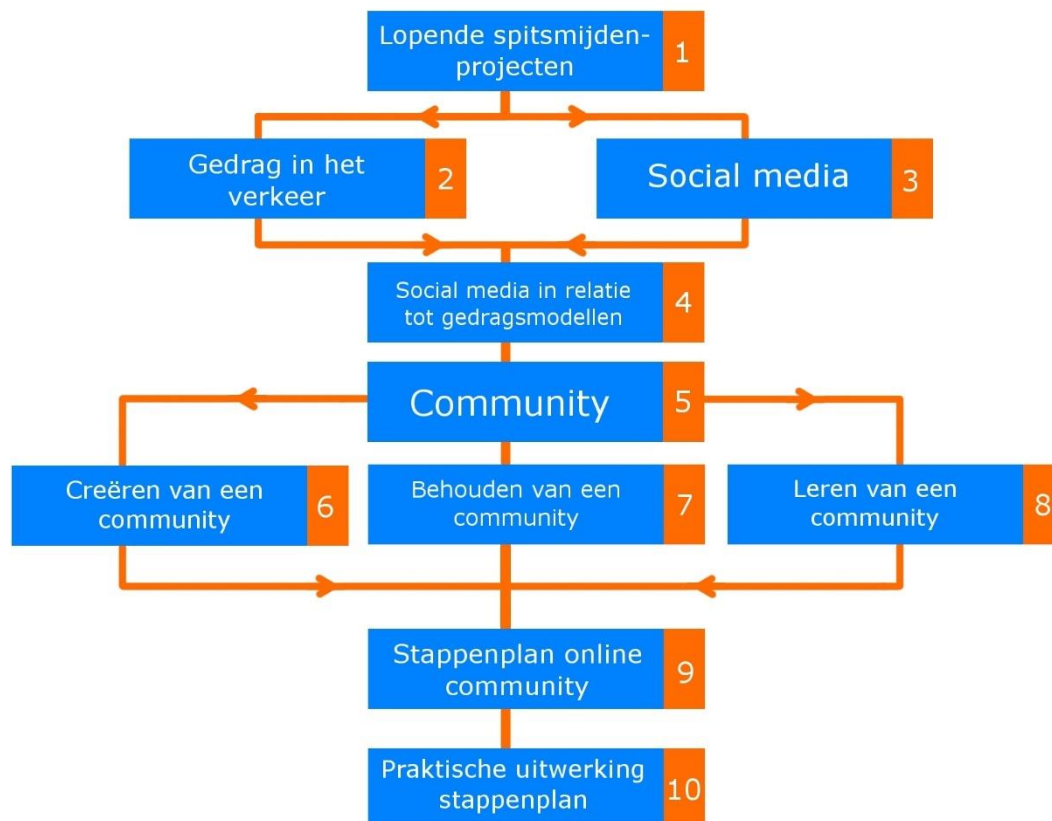 Lopende spitsmijden-
projecten
1
Gedrag in het
verkeer
2
Social media
3
Social media in relatie
tot gedragsmodellen
4
Community
5
Creëren van een
community
6
Behouden van een
community
7
Leren van een
community
8
Stappenplan online
community
9
Praktische uitwerking
stappenplan
10